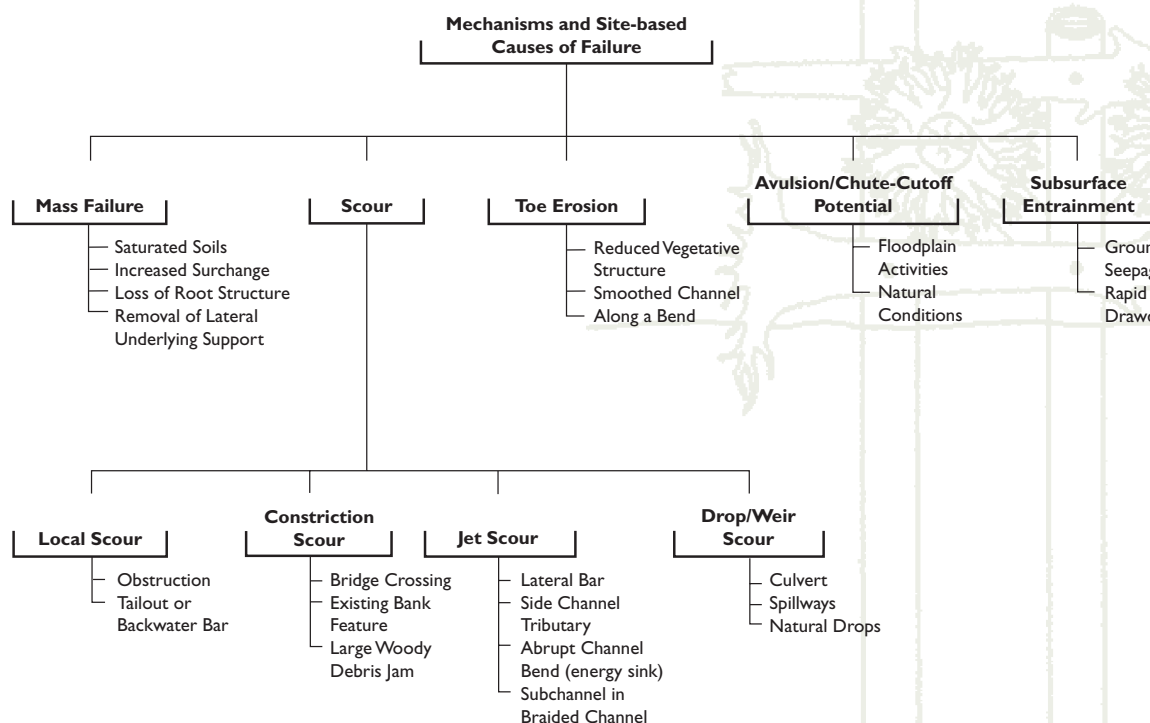 Mechanisms and Site-based
Causes of Failure
Mass Failure
Saturated Soils
Increased Surchange
Loss of Root Structure
Removal of Lateral
Underlying Support
Scour
Toe Erosion
Reduced Vegetative
Structure
Smoothed Channel
Along a Bend
Avulsion/Chute-Cutoff
Potential
Floodplain
Activities
Natural
Conditions
Subsurface
Entrainment
Rapid
Local Scour
Obstruction
Tailout or
Backwater Bar
Constriction
Scour
Bridge Crossing
Existing Bank
Feature
Large Woody
Debris Jam
Jet Scour
Lateral Bar
Side Channel
Tributary
Abrupt Channel
Bend (energy sink)
Subchannel in
Braided Channel
Drop/Weir
Scour
Culvert
Spillways
Natural Drops